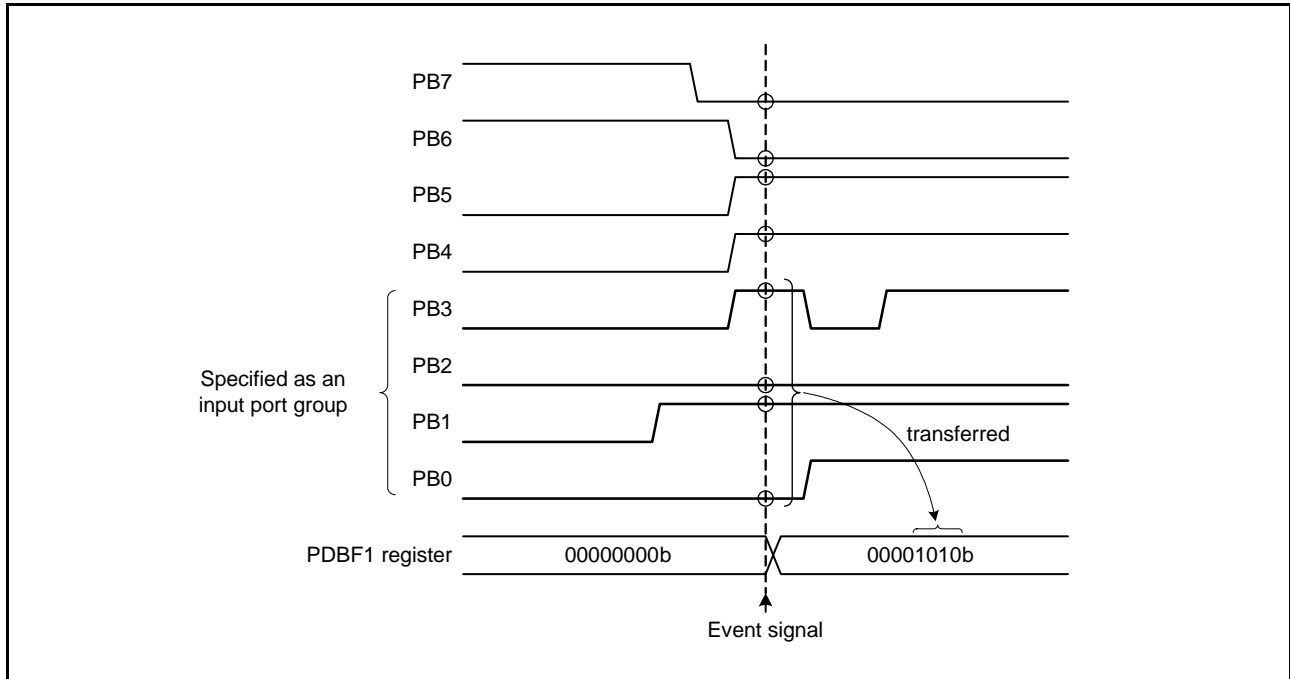 PB7
PB6
PB5
PB4
PB3
PB2
PB1
PB0
Specified as an
input port group
transferred
PDBF1 register
00000000b
00001010b
Event signal